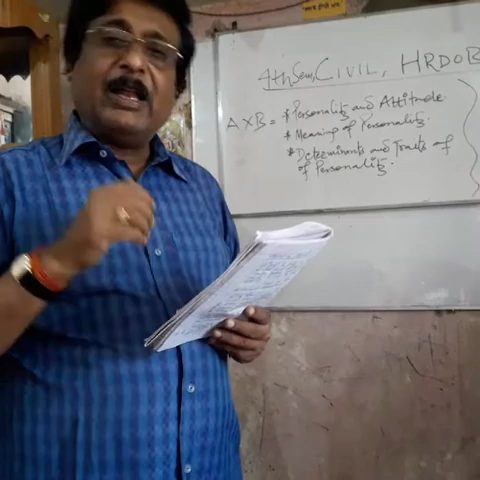 4th Sem, CIVIL, HRDOB
A x B = * Personality and Attitude
* Meaning of Personality.
* Determinants and Traits of
of Personality.